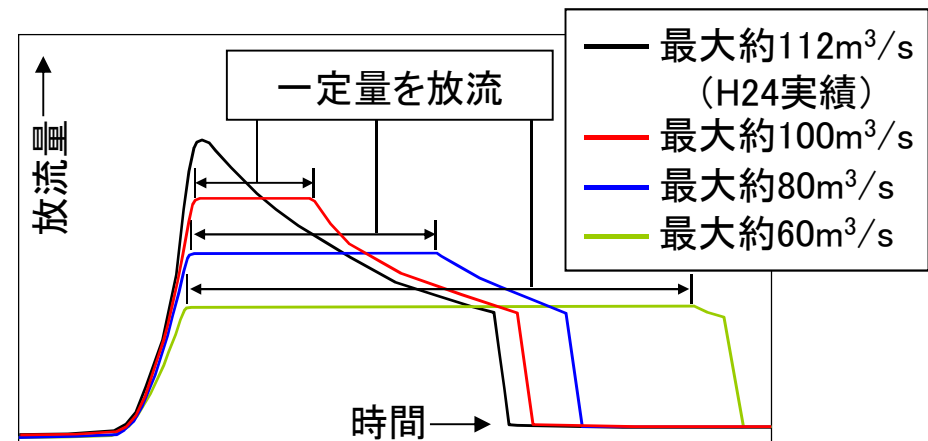 最大約112m³/s
（H24実績）
最大約100m³/s
最大約80m³/s
最大約60m³/s
一定量を放流
放流量
時間